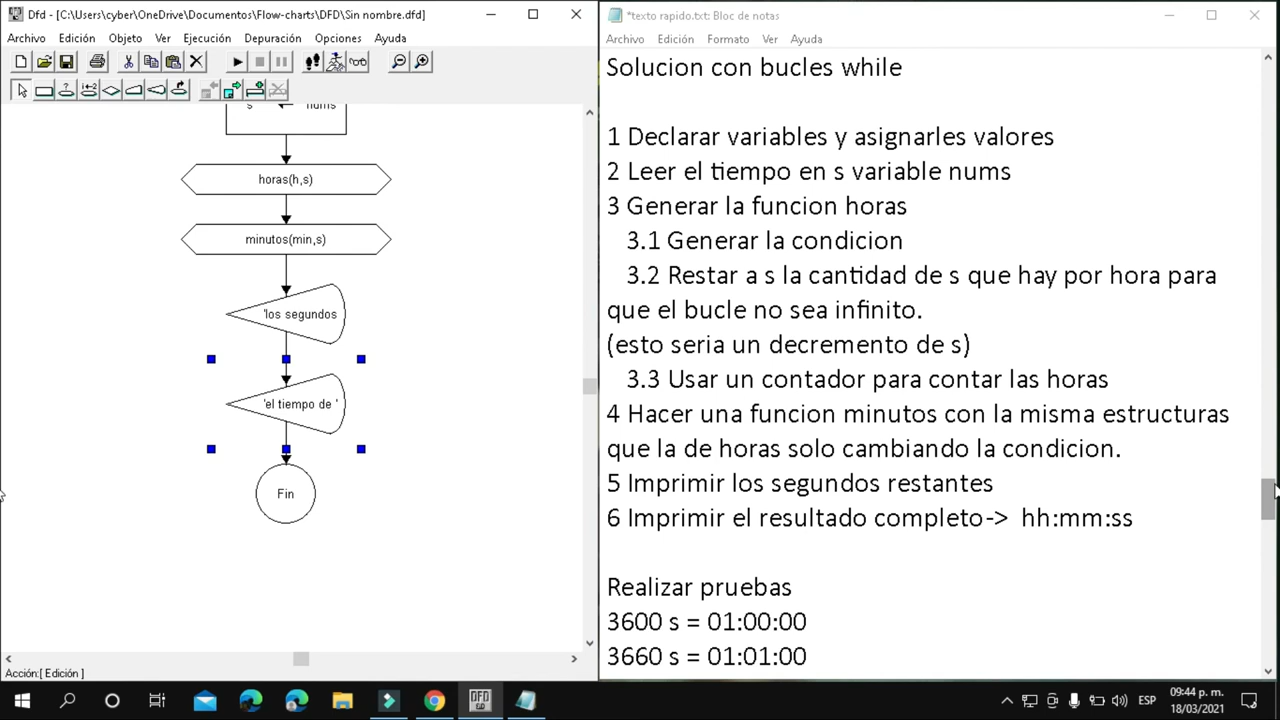 Dfd - [C:\Users\cyber\OneDrive\Documentos\Flow-charts\DFD\Sin nombre.dfd]
Archivo Edición Objeto Ver Ejecución Depuración Opciones Ayuda
s nums
horas(h,s)
minutos(min,s)
'los segundos
'el tiempo de '
Fin
Acción:[ Edición ]
*texto rapido.txt: Bloc de notas
Archivo Edición Formato Ver Ayuda
Solucion con bucles while
1 Declarar variables y asignarles valores
2 Leer el tiempo en s variable nums
3 Generar la funcion horas
3.1 Generar la condicion
3.2 Restar a s la cantidad de s que hay por hora para
que el bucle no sea infinito.
(esto seria un decremento de s)
3.3 Usar un contador para contar las horas
4 Hacer una funcion minutos con la misma estructuras
que la de horas solo cambiando la condicion.
5 Imprimir los segundos restantes
6 Imprimir el resultado completo-> hh:mm:ss
Realizar pruebas
3600 s = 01:00:00
3660 s = 01:01:00
DFD
ESP
09:44 p. m.
18/03/2021